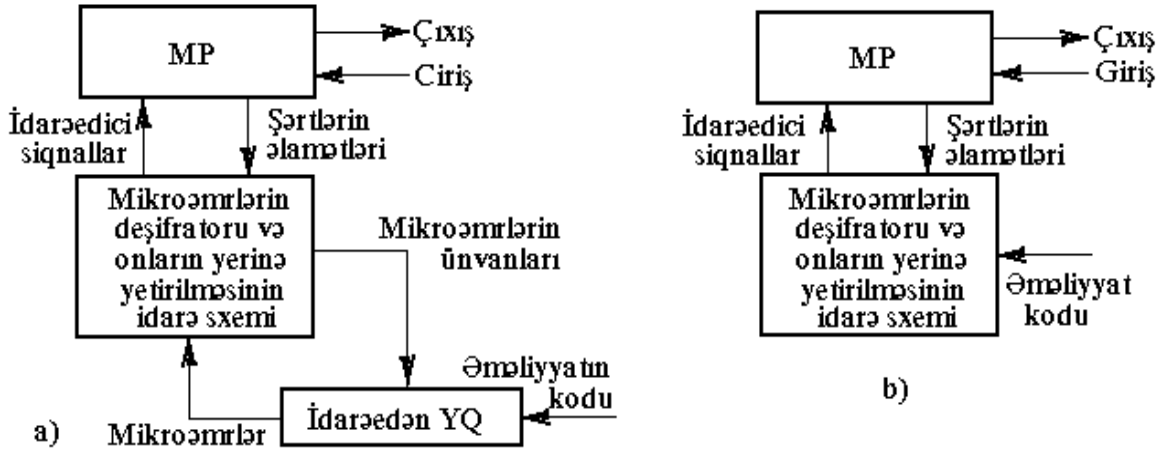 MP
Çıxış
Ciriş
İdarəedici
siqnallar
Şərtlərin
əlamətləri
Mikroəmrlərin
deşifratoru və
onların yerinə
yetirilməsinin
idarə sxemi
Mikroəmrlərin
ünvanları
Əməliyyatın
kodu
İdarəedən YQ
Mikroəmrlər
a)
MP
Çıxış
Giriş
İdarəedici
siqnallar
Şərtlərin
əlamətləri
Mikroəmrlərin
deşifratoru və
onların yerinə
yetirilməsinin
idarə sxemi
Əməliyyat
kodu
b)